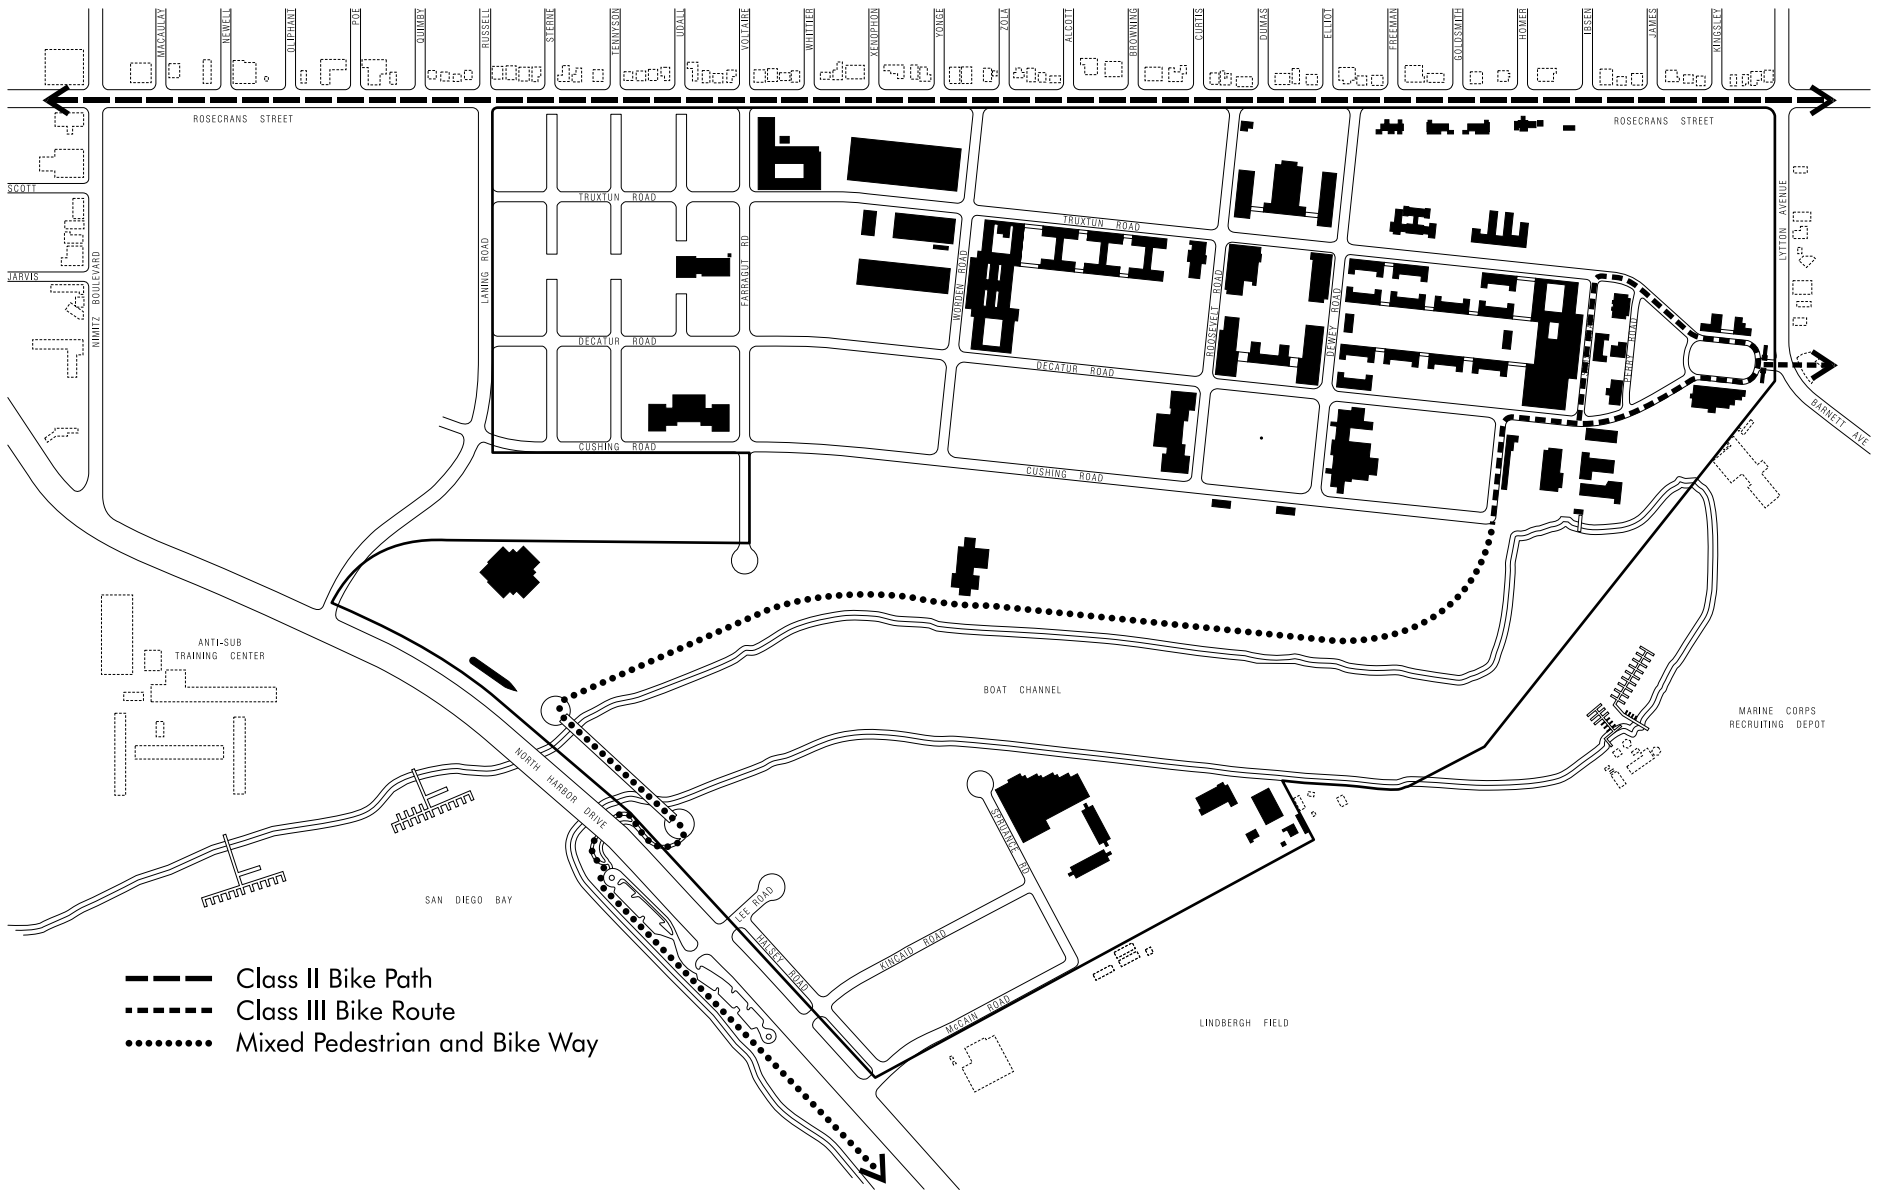 MACAULAY
NEWELL
OLIPHANT
POE
QUIMBY
RUSSELL
STERNE
TENNYSON
UDALL
VOLTAIRE
WHITTIER
XENOPHON
YONGE
ZOLA
ALCOTT
BROWNING
CURTIS
DUMAS
ELLIOT
FREEMAN
GOLDSMITH
HOMER
IBSEN
JAMES
KINGSLEY
ROSECRANS STREET
ROSECRANS STREET
SCOTT
JARVIS
NIMITZ BOULEVARD
LANING ROAD
TRUXTUN ROAD
FARRAGUT RD
TRUXTUN ROAD
WORDEN ROAD
ROOSEVELT ROAD
DEWEY ROAD
PERRY ROAD
LYTTON AVENUE
DECATUR ROAD
DECATUR ROAD
BARNETT AVE
CUSHING ROAD
CUSHING ROAD
ANTI-SUB
TRAINING CENTER
BOAT CHANNEL
MARINE CORPS
RECRUITING DEPOT
NORTH HARBOR DRIVE
SPRUANCE RD
SAN DIEGO BAY
LEE ROAD
HALSEY ROAD
KINCAID ROAD
McCAIN ROAD
LINDBERGH FIELD
Class II Bike Path
Class III Bike Route
Mixed Pedestrian and Bike Way